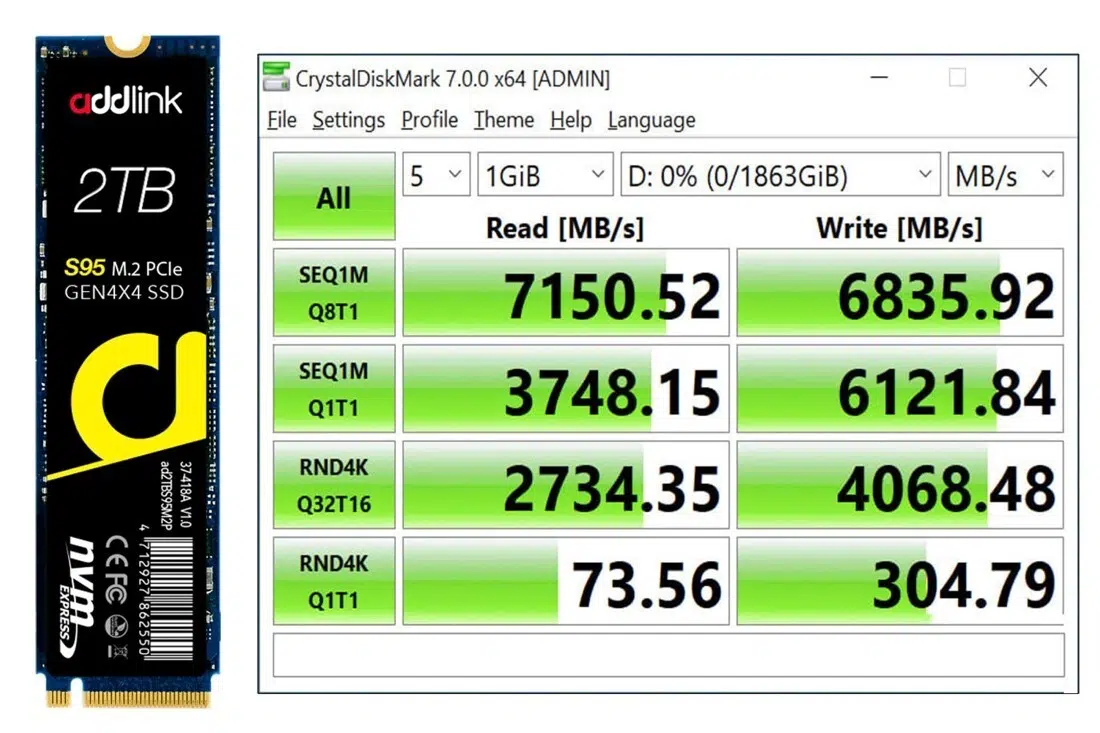 addlink
2TB
S95 M.2 PCIe
GEN4X4 SSD
37-418A V1.0
ad2TBS95M2P
4 712927 862550
nvm
EXPRESS
CE FC
CrystalDiskMark 7.0.0 x64 [ADMIN]
File Settings Profile Theme Help Language
All 5 1GiB D: 0% (0/1863GiB) MB/s
Read [MB/s] Write [MB/s]
SEQ1M
Q8T1 7150.52 6835.92
SEQ1M
Q1T1 3748.15 6121.84
RND4K
Q32T16 2734.35 4068.48
RND4K
Q1T1 73.56 304.79